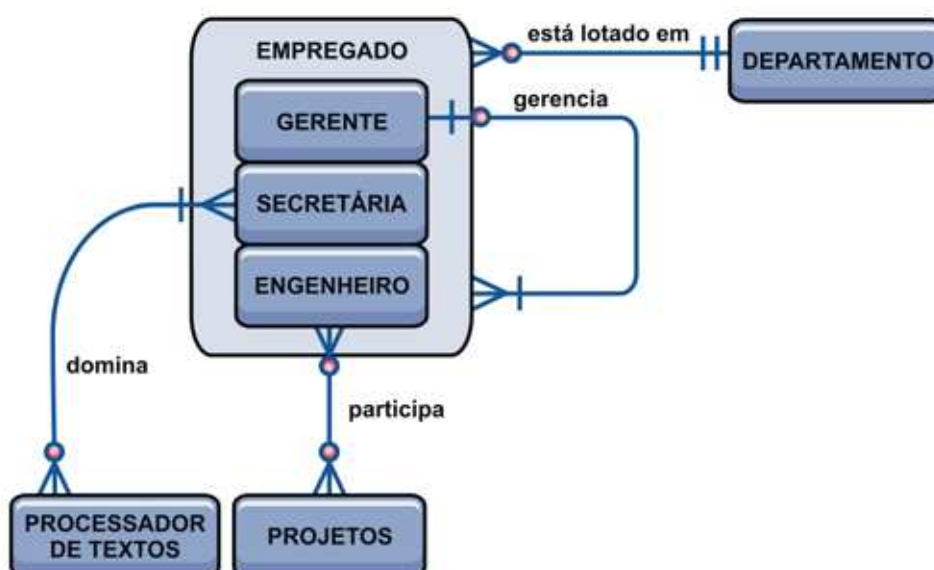 está lotado em
EMPREGADO
DEPARTAMENTO
gerencia
GERENTE
SECRETÁRIA
ENGENHEIRO
domina
participa
PROCESSADOR
DE TEXTOS
PROJETOS